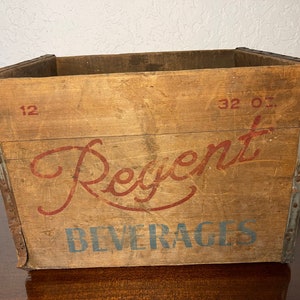 12 32 OZ.
Regent
BEVERAGES